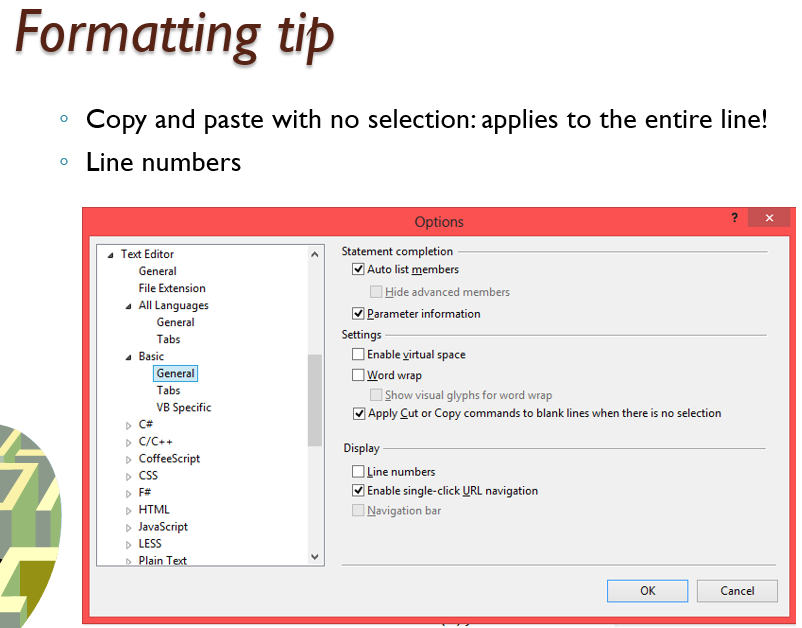 Formatting tip
Copy and paste with no selection: applies to the entire line!
Line numbers
Options
?
Text Editor
General
File Extension
All Languages
General
Tabs
Basic
General
Tabs
VB Specific
C#
C/C++
CoffeeScript
CSS
F#
HTML
JavaScript
LESS
Plain Text
Statement completion
Auto list members
Hide advanced members
Parameter information
Settings
Enable virtual space
Word wrap
Show visual glyphs for word wrap
Apply Cut or Copy commands to blank lines when there is no selection
Display
Line numbers
Enable single-click URL navigation
Navigation bar
OK
Cancel